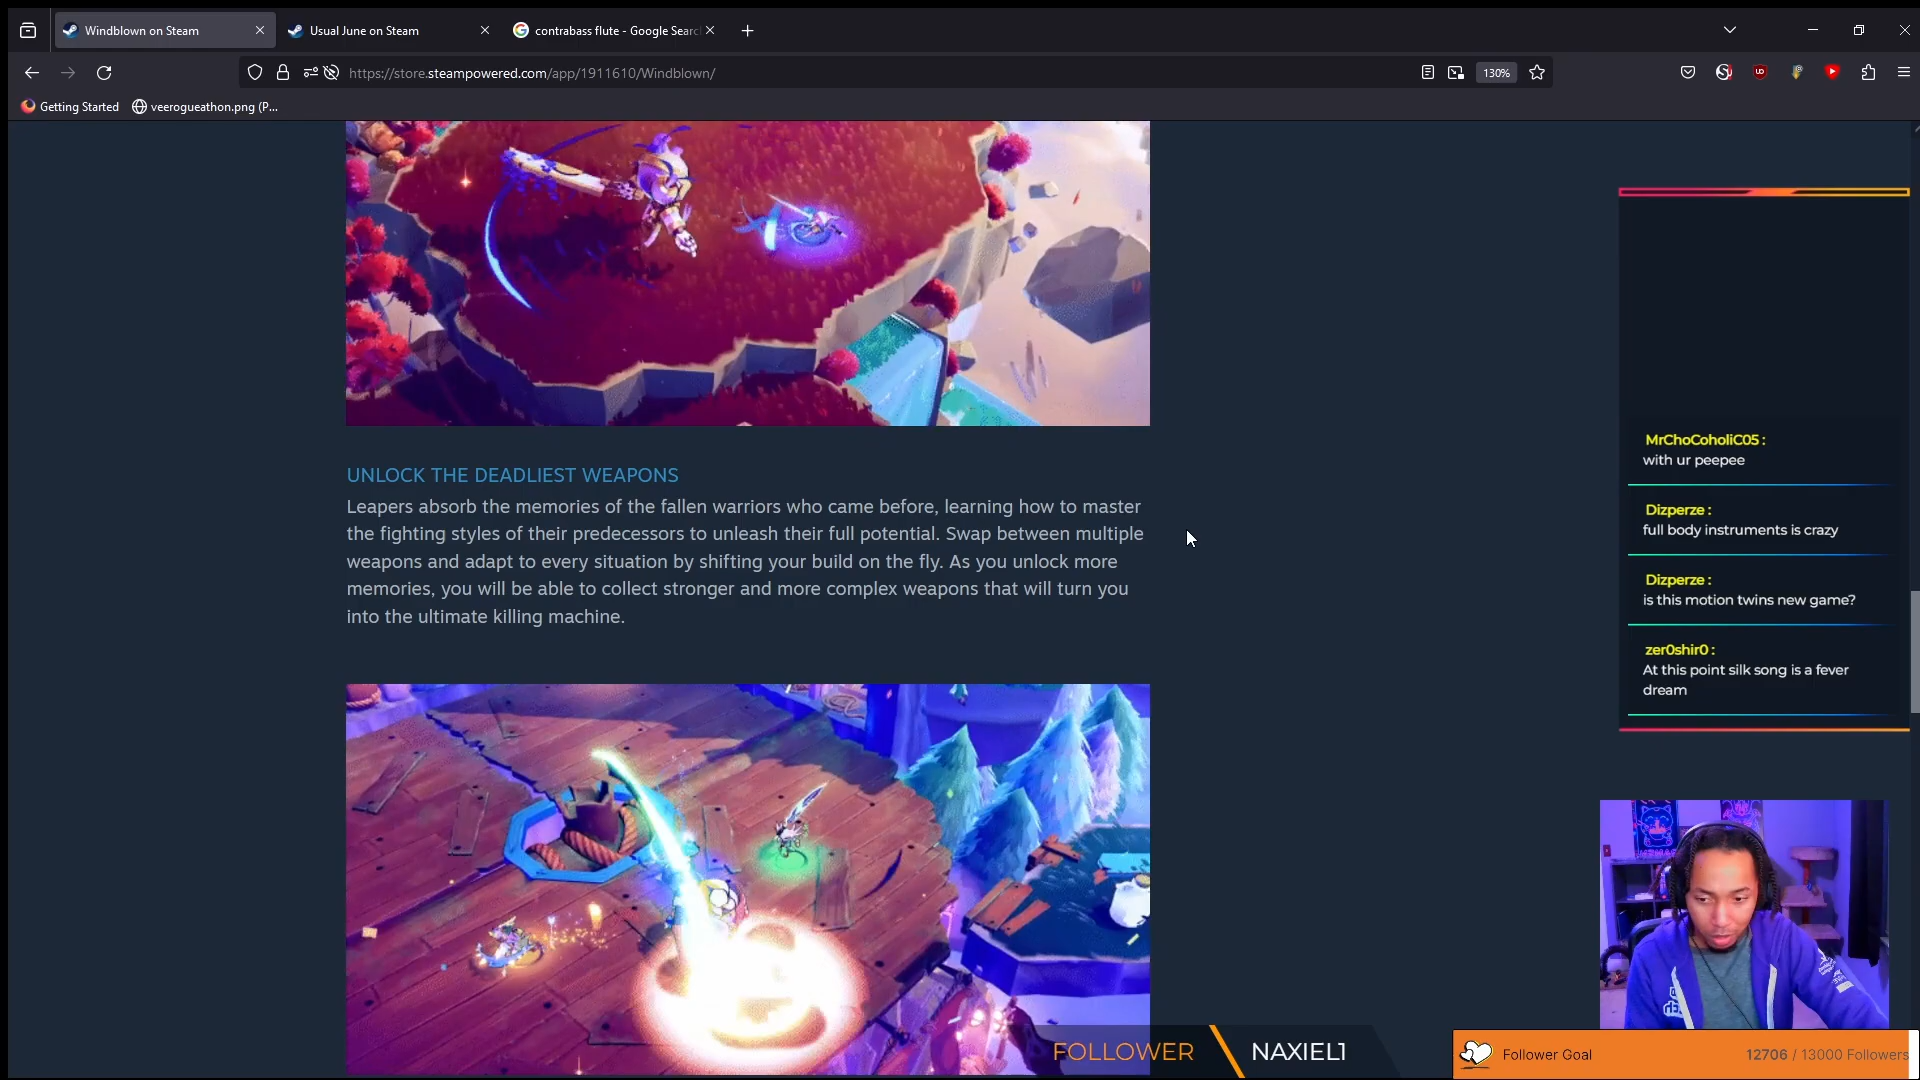 Windblown on Steam
Usual June on Steam
contrabass flute - Google Searc
https://store.steampowered.com/app/1911610/Windblown/
130%
Getting Started
veerogueathon.png (P...
UNLOCK THE DEADLIEST WEAPONS
Leapers absorb the memories of the fallen warriors who came before, learning how to master
the fighting styles of their predecessors to unleash their full potential. Swap between multiple
weapons and adapt to every situation by shifting your build on the fly. As you unlock more
memories, you will be able to collect stronger and more complex weapons that will turn you
into the ultimate killing machine.
MrChoCoholiC05 :
with ur peepee
Dizperze :
full body instruments is crazy
Dizperze :
is this motion twins new game?
zer0shir0 :
At this point silk song is a fever
dream
FOLLOWER
NAXIEL1
Follower Goal
12706 / 13000 Followers